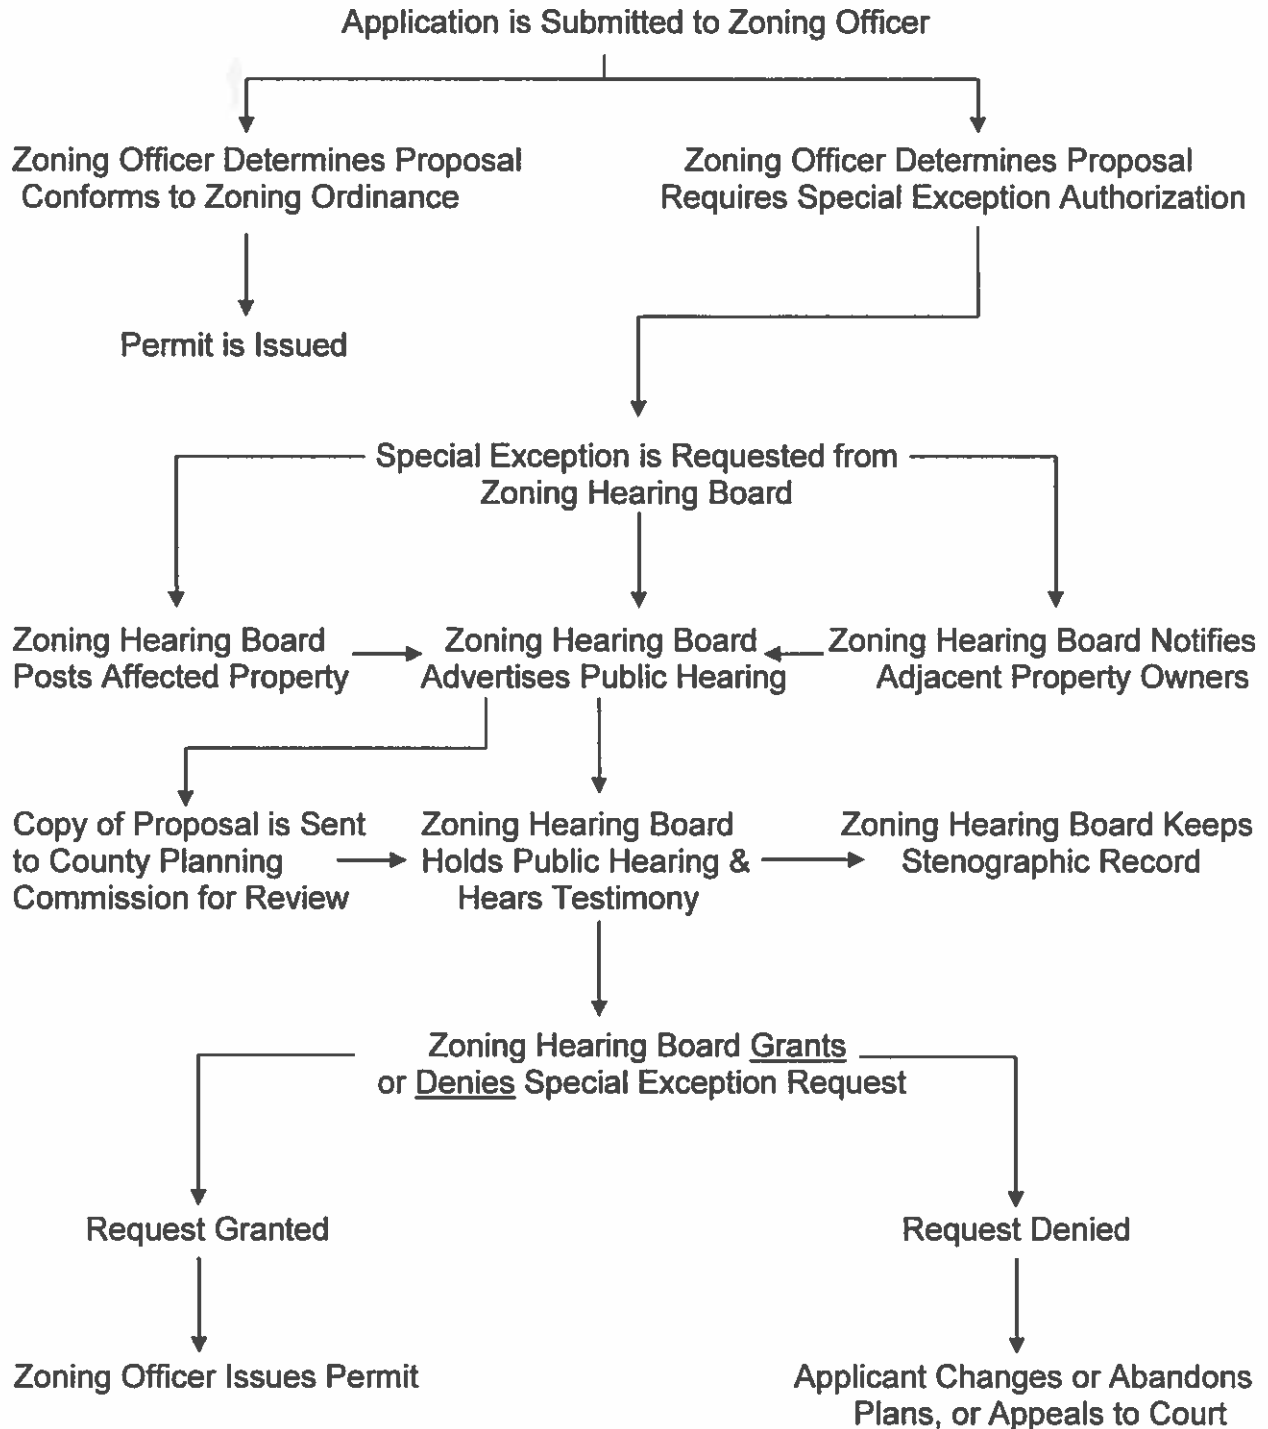 Application is Submitted to Zoning Officer
Zoning Officer Determines Proposal
Conforms to Zoning Ordinance
Zoning Officer Determines Proposal
Requires Special Exception Authorization
Permit is Issued
Special Exception is Requested from
Zoning Hearing Board
Zoning Hearing Board
Posts Affected Property
Zoning Hearing Board
Advertises Public Hearing
Zoning Hearing Board Notifies
Adjacent Property Owners
Copy of Proposal is Sent
to County Planning
Commission for Review
Zoning Hearing Board
Holds Public Hearing &
Hears Testimony
Zoning Hearing Board Keeps
Stenographic Record
Zoning Hearing Board Grants
or Denies Special Exception Request
Request Granted
Request Denied
Zoning Officer Issues Permit
Applicant Changes or Abandons
Plans, or Appeals to Court